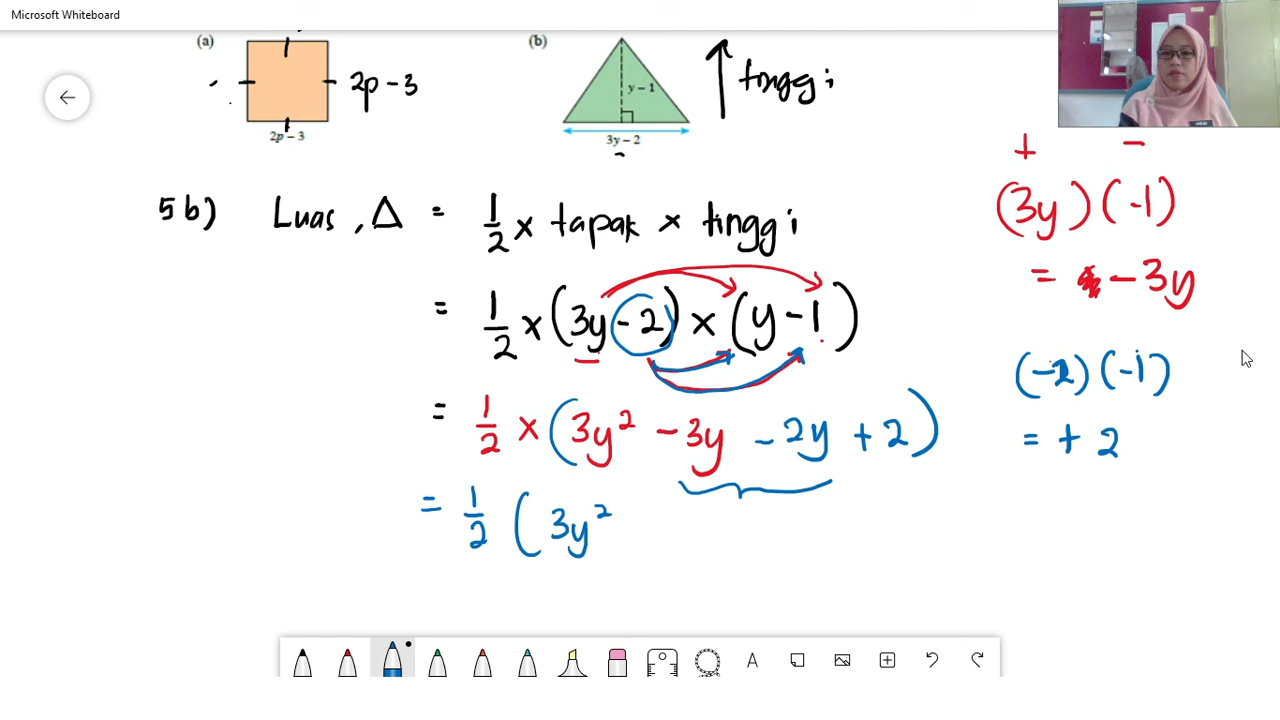 Microsoft Whiteboard
(a)
2p - 3
2p - 3
(b)
y - 1
3y - 2
tinggi
5b) Luas, Δ = 1/2 × tapak × tinggi
= 1/2 × (3y - 2) × (y - 1)
= 1/2 × (3y² - 3y - 2y + 2)
= 1/2 ( 3y²
+ -
(3y)(-1)
= - 3y
(-2)(-1)
= + 2
A